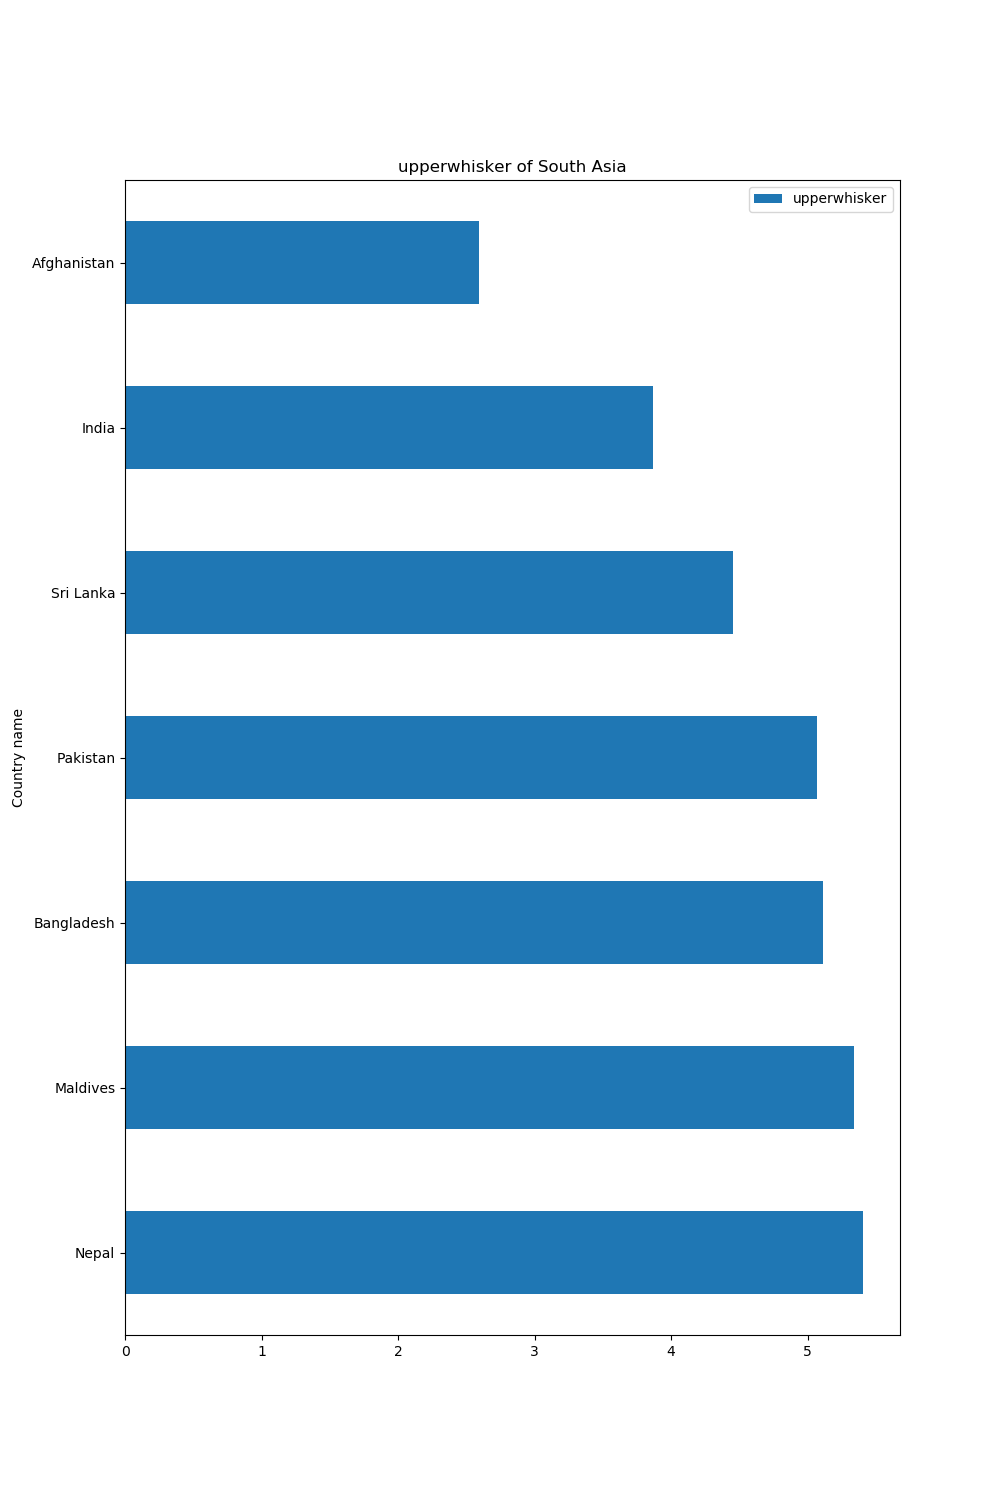 upperwhisker of South Asia
upperwhisker
Afghanistan
India
Sri Lanka
Pakistan
Bangladesh
Maldives
Nepal
Country name
0 1 2 3 4 5